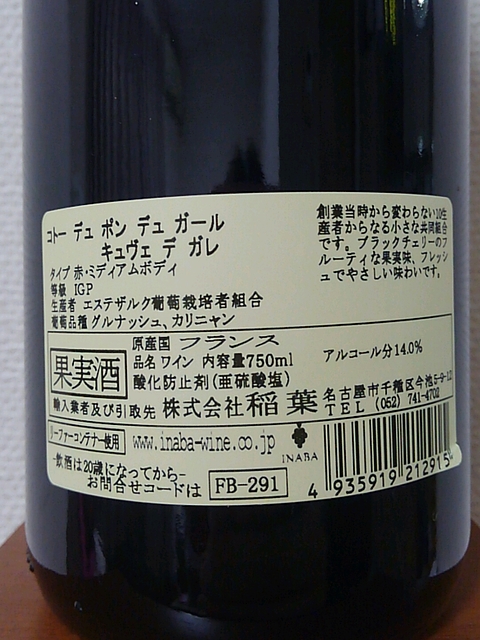 コトー デュ ポン デュ ガール
キュヴェ デ ガレ
タイプ 赤・ミディアムボディ
等級 IGP
生産者 エステザルク葡萄栽培者組合
葡萄品種 グルナッシュ、カリニャン
創業当時から変わらない10生
産者からなる小さな共同組合
です。ブラックチェリーのフ
ルーティな果実味、フレッシ
ュでやさしい味わいです。
果実酒
原産国 フランス
品名 ワイン 内容量750ml
酸化防止剤(亜硫酸塩)
アルコール分14.0%
輸入業者及び引取先 株式会社 稲葉
名古屋市千種区今池5-9-12
TEL (052) 741-4702
リーファーコンテナー使用
www.inaba-wine.co.jp
INABA
-飲酒は20歳になってから-
お問合せコードは FB-291
4 935919 212915